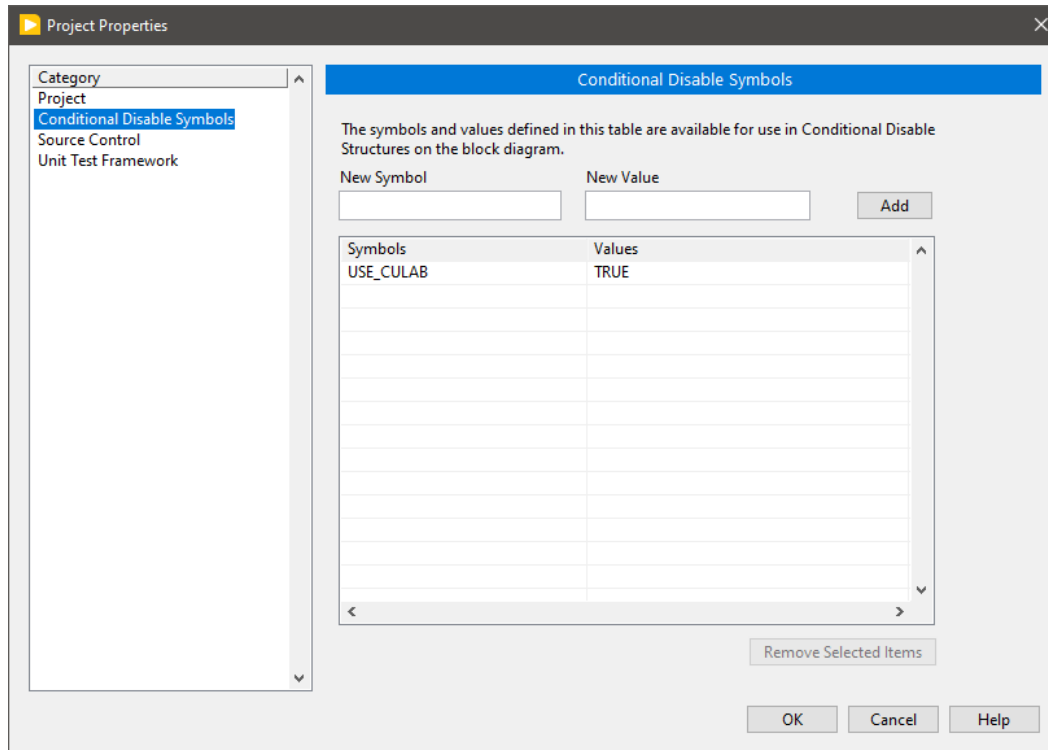 Project Properties
Category
Project
Conditional Disable Symbols
Source Control
Unit Test Framework
Conditional Disable Symbols
The symbols and values defined in this table are available for use in Conditional Disable
Structures on the block diagram.
New Symbol New Value
Add
Symbols Values
USE_CULAB TRUE
Remove Selected Items
OK Cancel Help